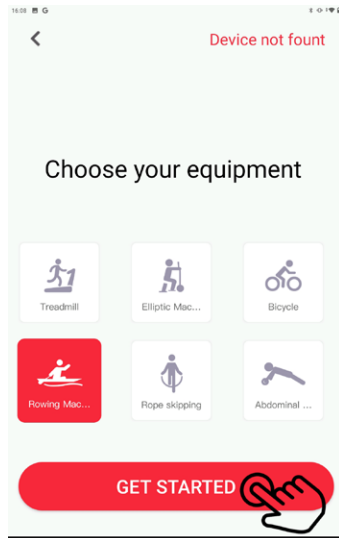 16:08 G
Device not fount
Choose your equipment
Treadmill
Elliptic Mac...
Bicycle
Rowing Mac...
Rope skipping
Abdominal ...
GET STARTED